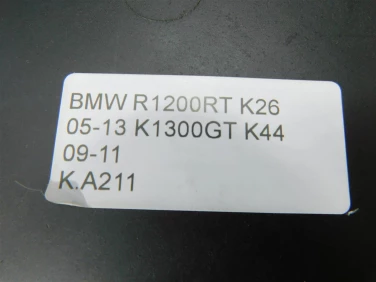 BMW R1200RT K26
05-13 K1300GT K44
09-11
K.A211